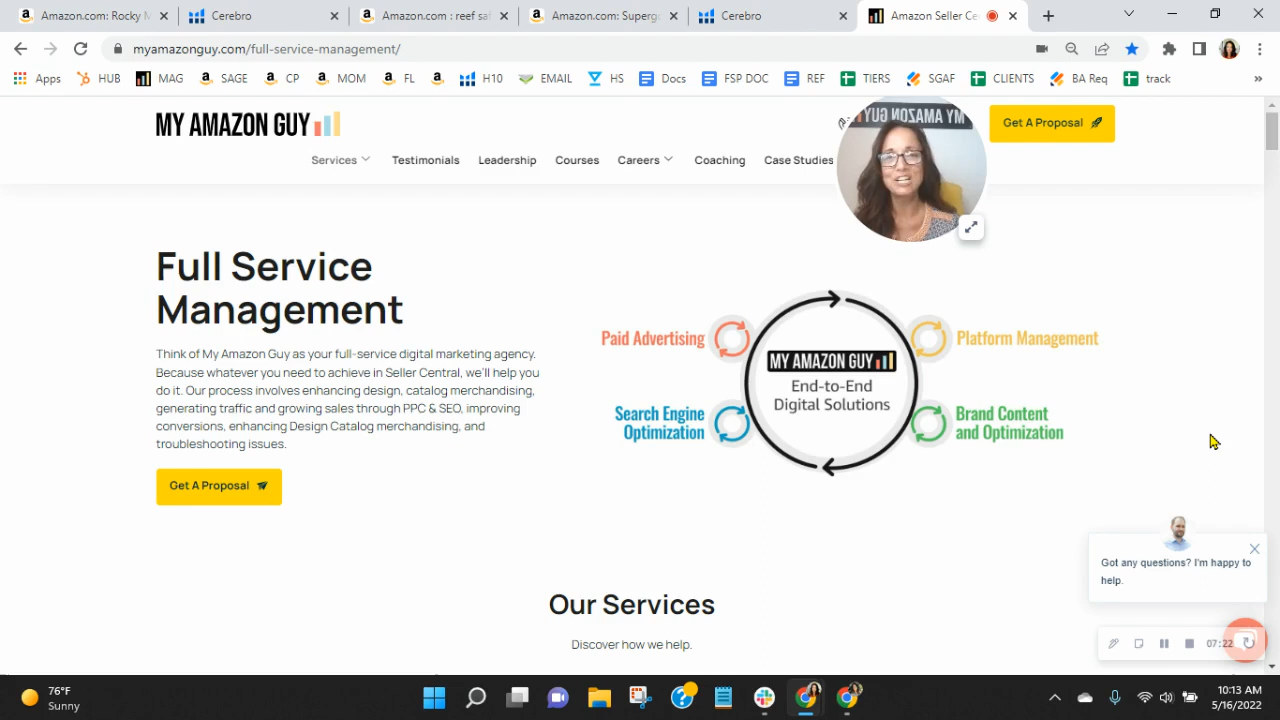 Amazon.com: Rocky M
Cerebro
Amazon.com : reef saf
Amazon.com: Superg
Cerebro
Amazon Seller Ce
myamazonguy.com/full-service-management/
Apps
HUB
MAG
SAGE
CP
MOM
FL
H10
EMAIL
HS
Docs
FSP DOC
REF
TIERS
SGAF
CLIENTS
BA Req
track
MY AMAZON GUY
MY AMAZON GUY
Get A Proposal
Services
Testimonials
Leadership
Courses
Careers
Coaching
Case Studies
Full Service
Management
Think of My Amazon Guy as your full-service digital marketing agency.
Because whatever you need to achieve in Seller Central, we'll help you
do it. Our process involves enhancing design, catalog merchandising,
generating traffic and growing sales through PPC & SEO, improving
conversions, enhancing Design Catalog merchandising, and
troubleshooting issues.
Get A Proposal
Paid Advertising
Platform Management
MY AMAZON GUY
End-to-End
Digital Solutions
Search Engine
Optimization
Brand Content
and Optimization
Got any questions? I'm happy to
help.
Our Services
Discover how we help.
07:22
76°F
Sunny
10:13 AM
5/16/2022